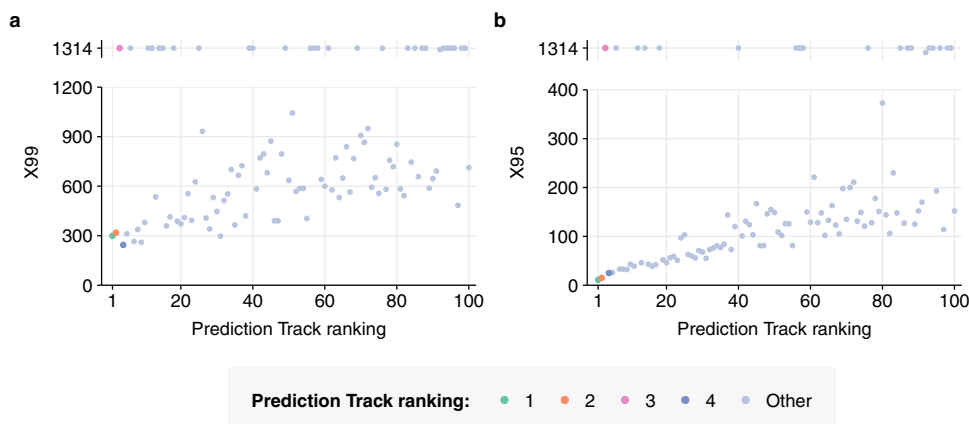 a
b
1314
1314
1200
900
600
300
0
X99
400
300
200
100
0
X95
1 20 40 60 80 100
1 20 40 60 80 100
Prediction Track ranking
Prediction Track ranking
Prediction Track ranking: 1 2 3 4 Other